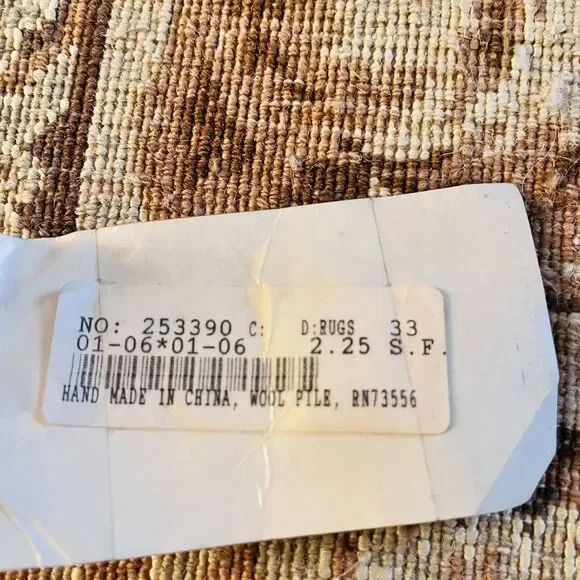 NO: 253390 C: D:RUGS 33
01-06*01-06 2.25 S.F.
HAND MADE IN CHINA, WOOL PILE, RN73556